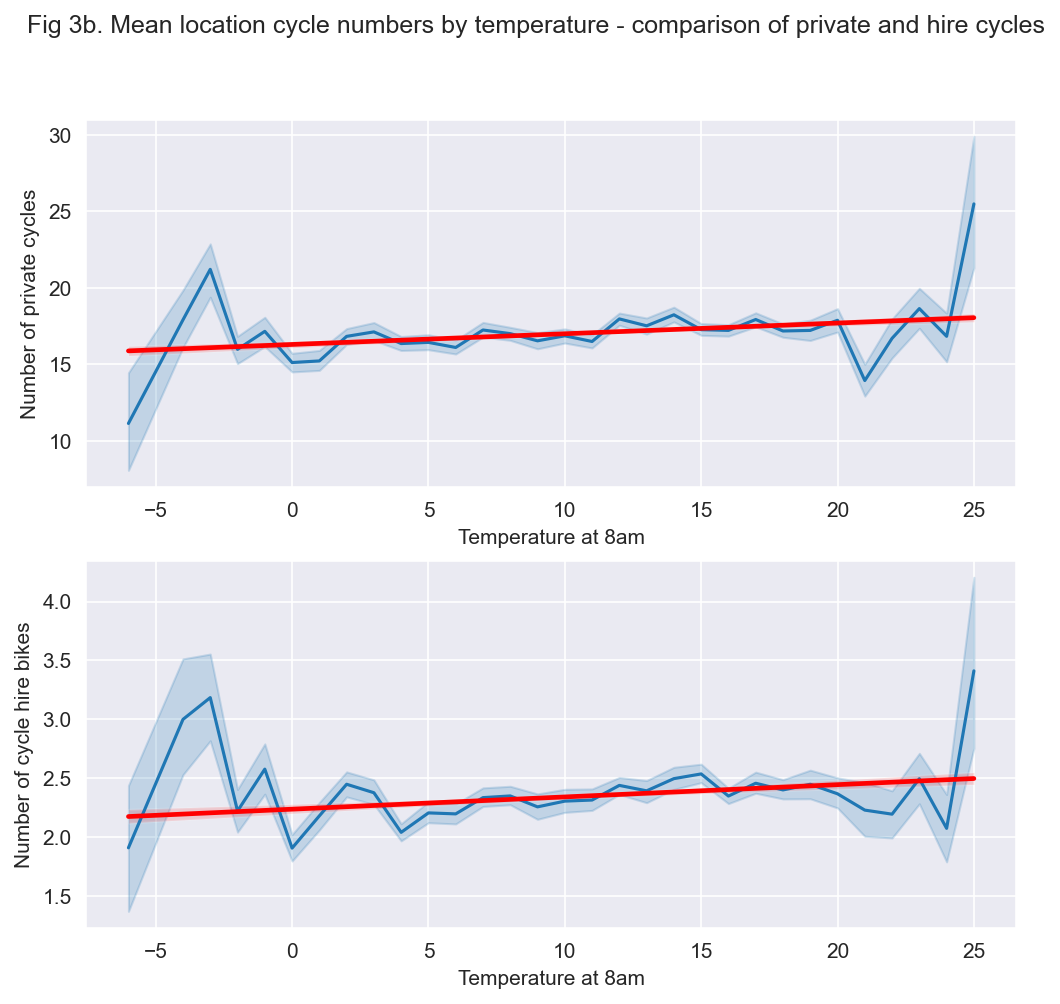 Fig 3b. Mean location cycle numbers by temperature - comparison of private and hire cycles
Number of private cycles
30
25
20
15
10
−5 0 5 10 15 20 25
Temperature at 8am
Number of cycle hire bikes
4.0
3.5
3.0
2.5
2.0
1.5
−5 0 5 10 15 20 25
Temperature at 8am